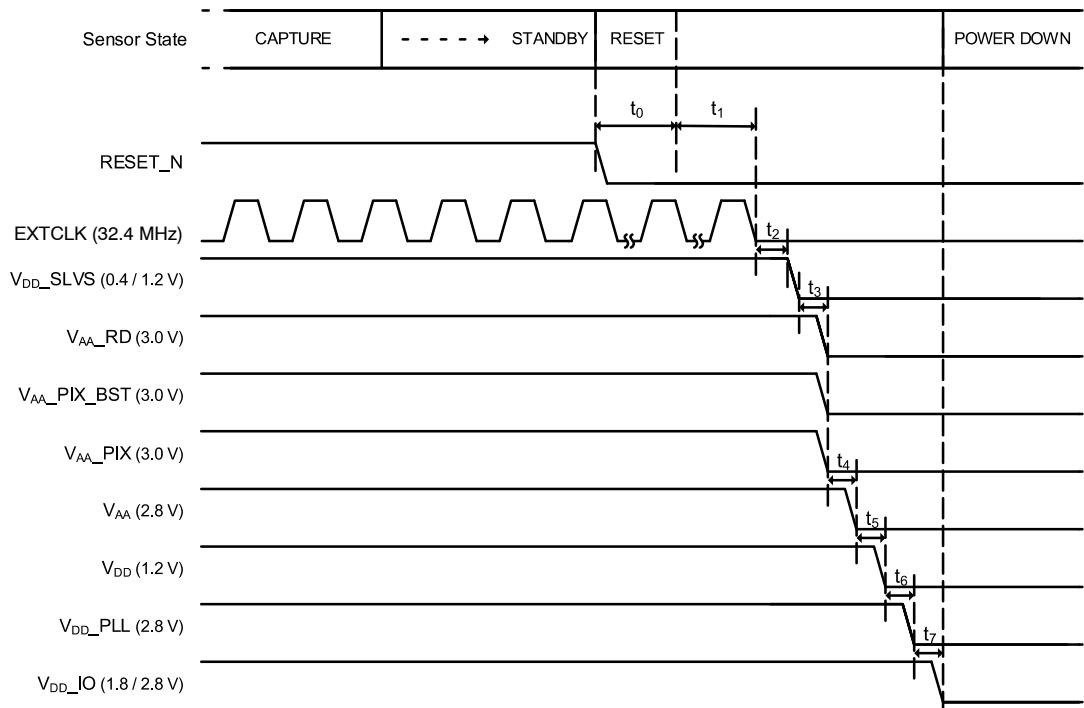 Sensor State CAPTURE STANDBY RESET POWER DOWN
t0 t1
RESET_N
EXTCLK (32.4 MHz)
t2
VDD_SLVS (0.4 / 1.2 V)
t3
VAA_RD (3.0 V)
VAA_PIX_BST (3.0 V)
VAA_PIX (3.0 V)
t4
VAA (2.8 V)
t5
VDD (1.2 V)
t6
VDD_PLL (2.8 V)
t7
VDD_IO (1.8 / 2.8 V)